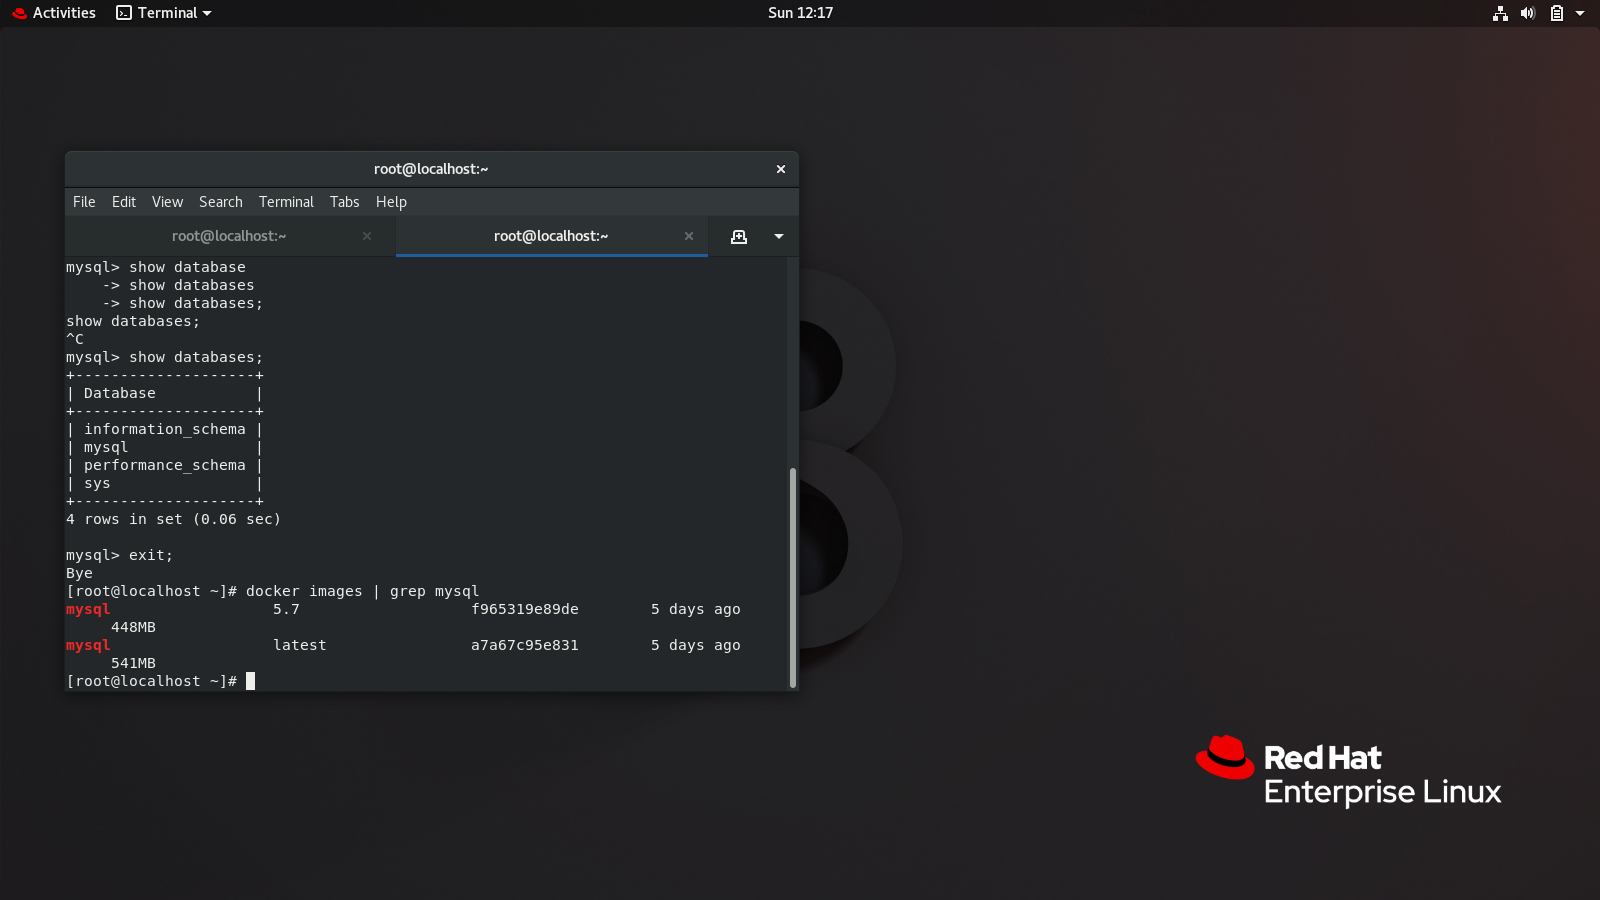 Activities Terminal Sun 12:17
root@localhost:~
File Edit View Search Terminal Tabs Help
root@localhost:~ root@localhost:~
mysql> show database
    -> show databases
    -> show databases;
show databases;
^C
mysql> show databases;
+--------------------+
| Database           |
+--------------------+
| information_schema |
| mysql              |
| performance_schema |
| sys                |
+--------------------+
4 rows in set (0.06 sec)

mysql> exit;
Bye
[root@localhost ~]# docker images | grep mysql
mysql                  5.7                   f965319e89de        5 days ago
     448MB
mysql                  latest                a7a67c95e831        5 days ago
     541MB
[root@localhost ~]#
Red Hat
Enterprise Linux